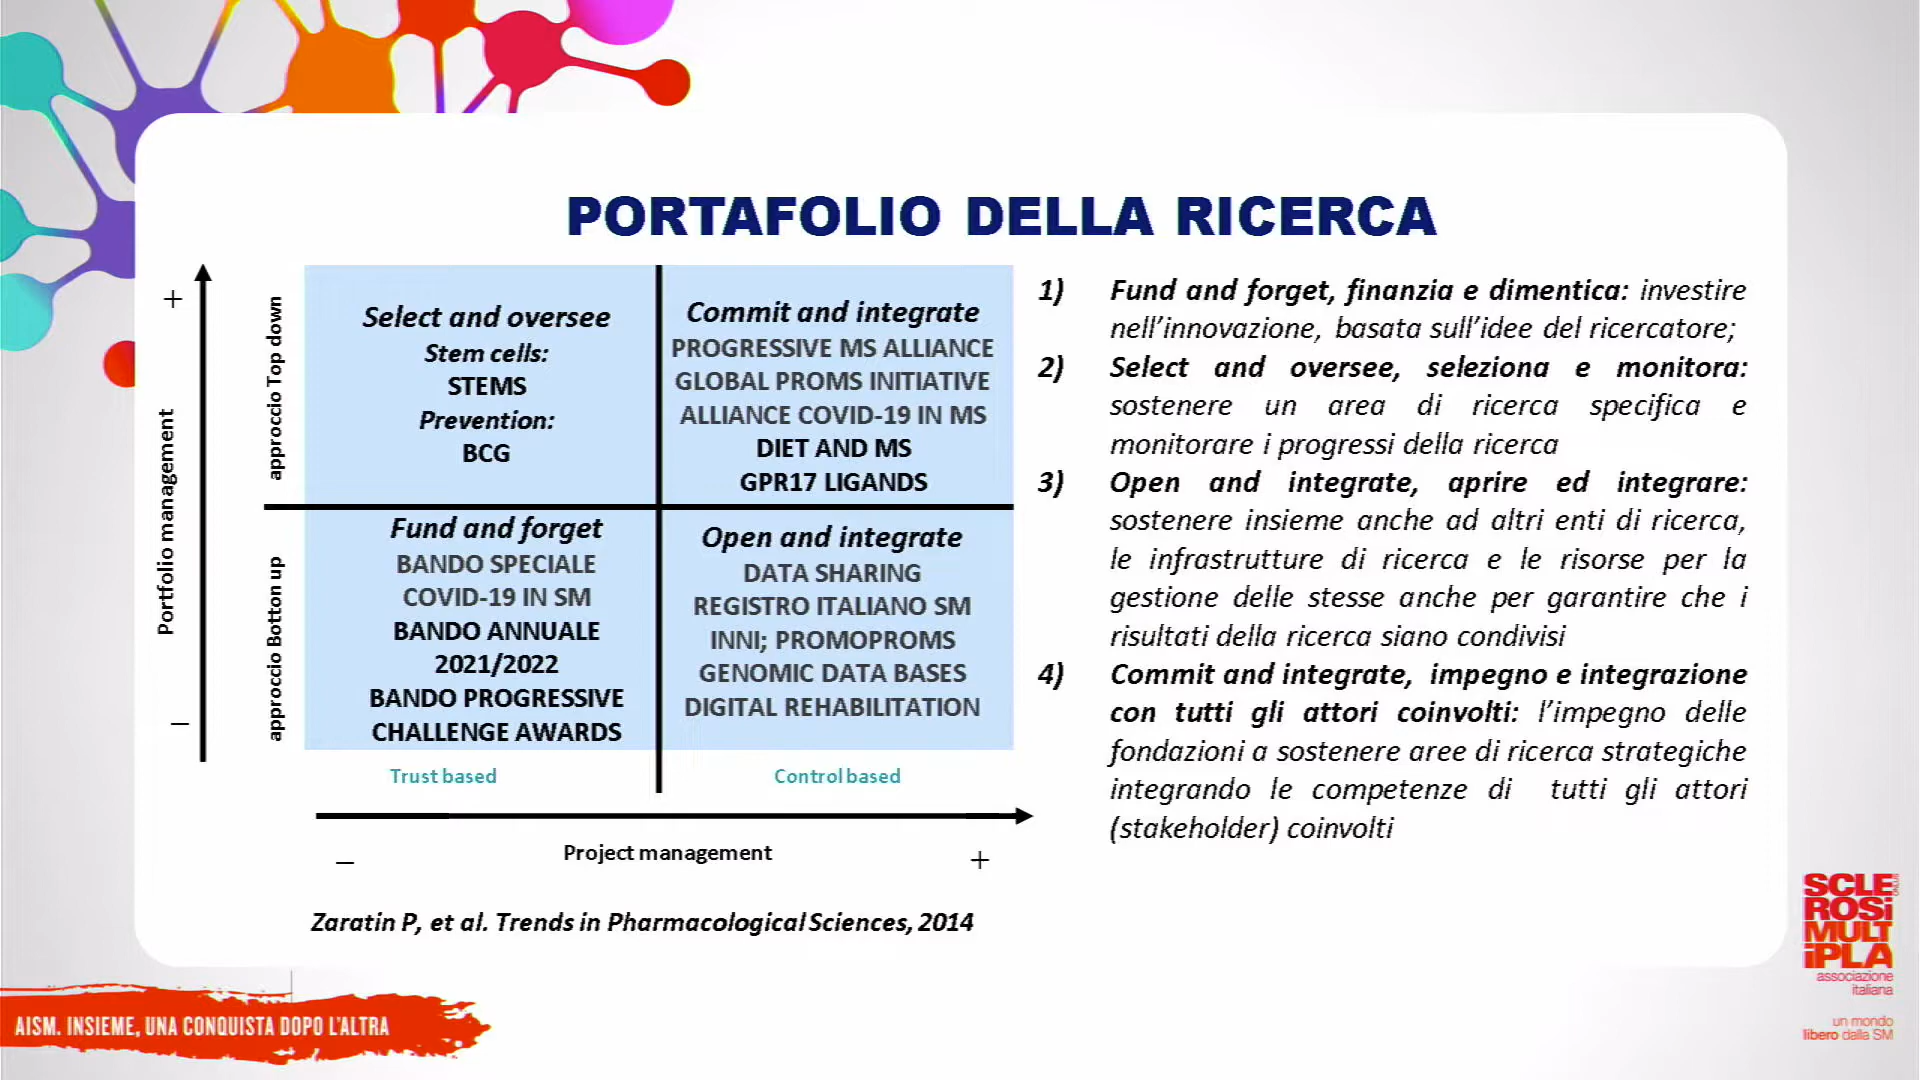 PORTAFOLIO DELLA RICERCA
+
Portfolio management
–
approccio Top down
approccio Botton up
Select and oversee
Stem cells:
STEMS
Prevention:
BCG
Commit and integrate
PROGRESSIVE MS ALLIANCE
GLOBAL PROMS INITIATIVE
ALLIANCE COVID-19 IN MS
DIET AND MS
GPR17 LIGANDS
Fund and forget
BANDO SPECIALE
COVID-19 IN SM
BANDO ANNUALE
2021/2022
BANDO PROGRESSIVE
CHALLENGE AWARDS
Open and integrate
DATA SHARING
REGISTRO ITALIANO SM
INNI; PROMOPROMS
GENOMIC DATA BASES
DIGITAL REHABILITATION
Trust based
Control based
–
Project management
+
Zaratin P, et al. Trends in Pharmacological Sciences, 2014
1) Fund and forget, finanzia e dimentica: investire
nell’innovazione, basata sull’idee del ricercatore;
2) Select and oversee, seleziona e monitora:
sostenere un area di ricerca specifica e
monitorare i progressi della ricerca
3) Open and integrate, aprire ed integrare:
sostenere insieme anche ad altri enti di ricerca,
le infrastrutture di ricerca e le risorse per la
gestione delle stesse anche per garantire che i
risultati della ricerca siano condivisi
4) Commit and integrate, impegno e integrazione
con tutti gli attori coinvolti: l’impegno delle
fondazioni a sostenere aree di ricerca strategiche
integrando le competenze di tutti gli attori
(stakeholder) coinvolti
AISM. INSIEME, UNA CONQUISTA DOPO L'ALTRA
SCLE
ROSi
MULT
iPLA
associazione
italiana
un mondo
libero dalla SM